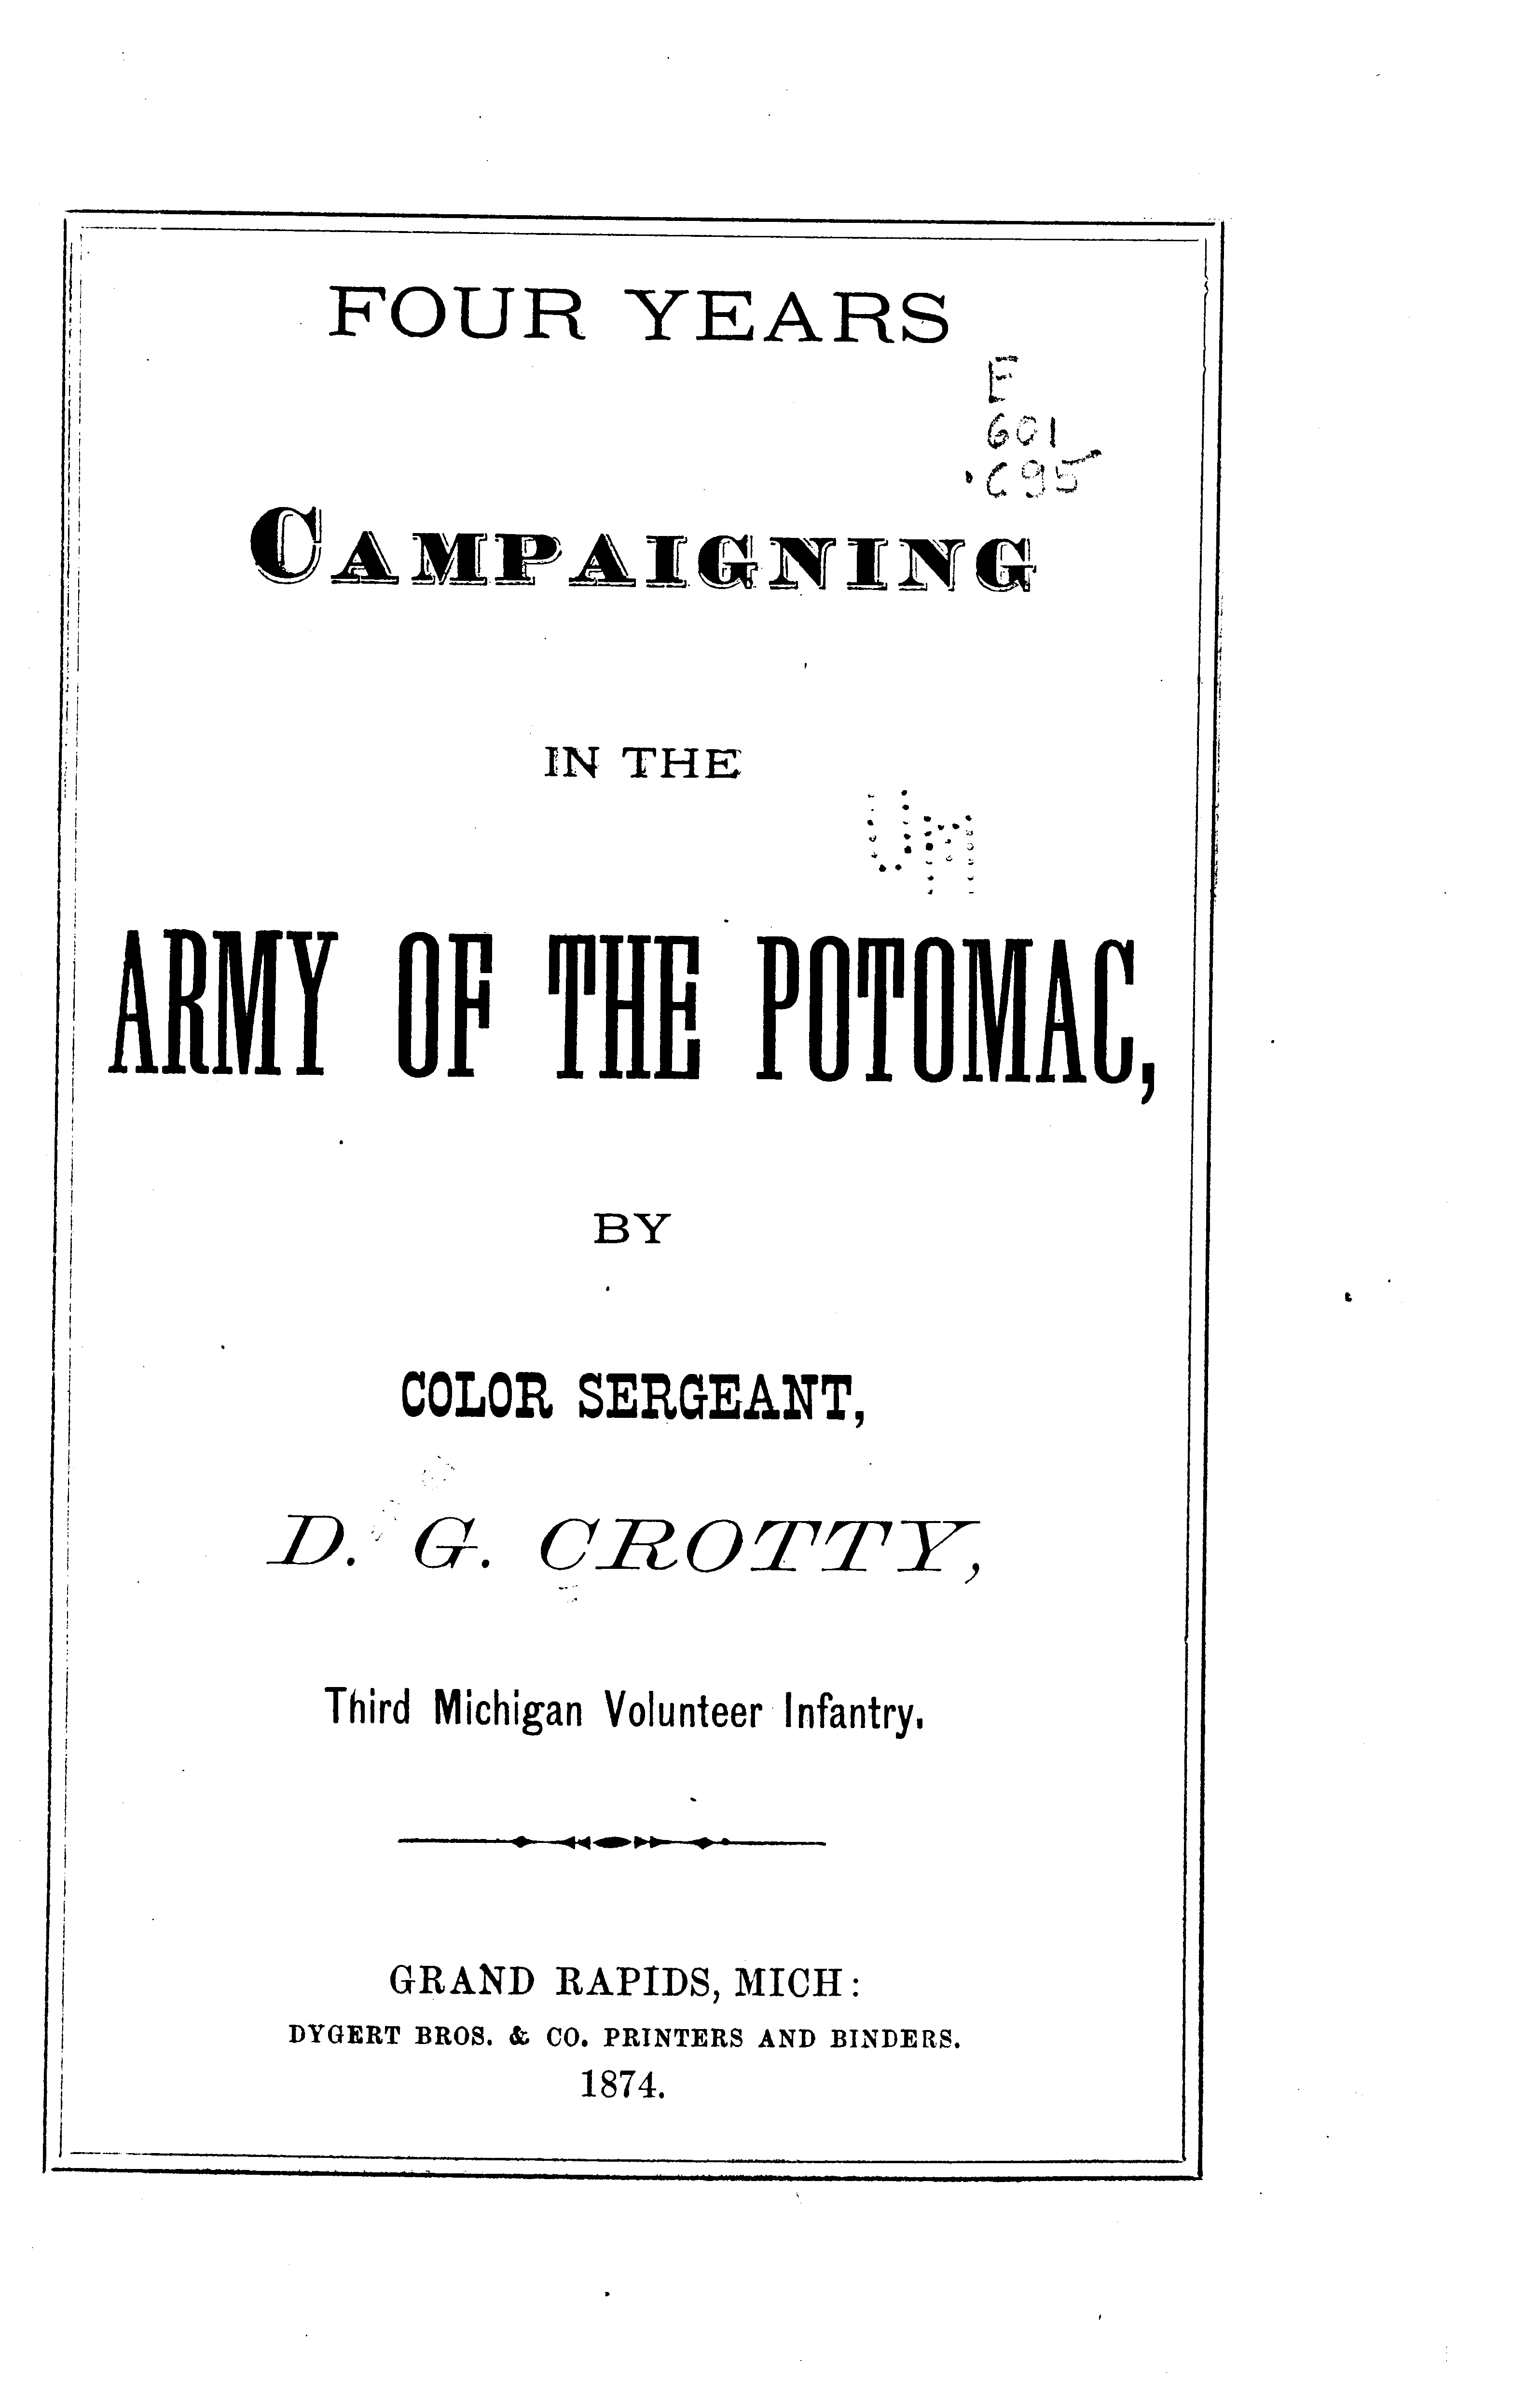 FOUR YEARS
E
601
.C95
CAMPAIGNING
IN THE
UM
ARMY OF THE POTOMAC,
BY
COLOR SERGEANT,
D. G. CROTTY,
Third Michigan Volunteer Infantry.
GRAND RAPIDS, MICH:
DYGERT BROS. & CO. PRINTERS AND BINDERS.
1874.